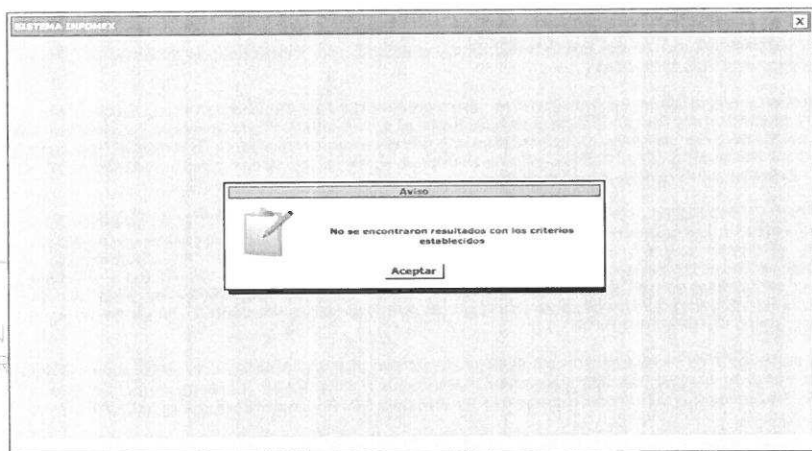 SISTEMA INFOMEX
X
Aviso
No se encontraron resultados con los criterios
establecidos
Aceptar